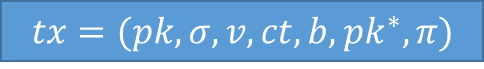 tx = (pk, σ, v, ct, b, pk*, π)